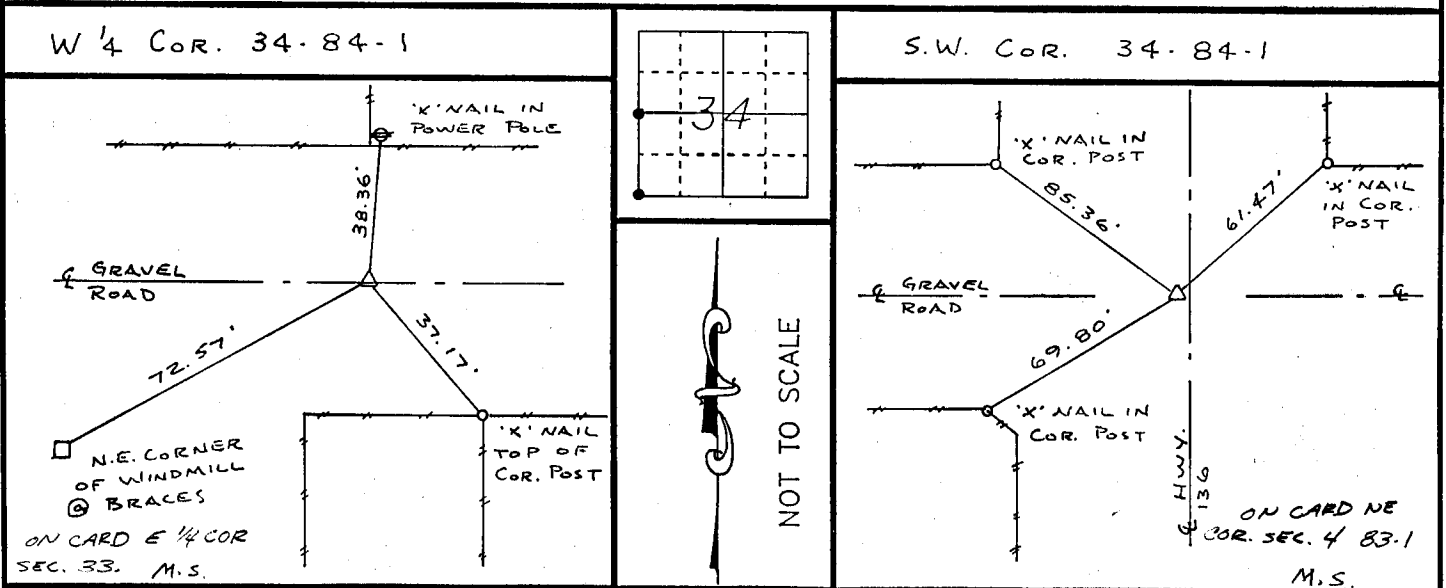 W 1/4 COR. 34-84-1
'X' NAIL IN
POWER POLE
38.36'
℄ GRAVEL
ROAD
72.57'
37.17'
N.E. CORNER
OF WINDMILL
@ BRACES
'X' NAIL
TOP OF
COR. POST
ON CARD E 1/4 COR
SEC. 33. M.S.
34
NOT TO SCALE
S.W. COR. 34-84-1
'X' NAIL IN
COR. POST
85.36'
61.47'
'X' NAIL
IN COR.
POST
℄ GRAVEL
ROAD
℄
69.80'
'X' NAIL IN
COR. POST
℄ HWY.
136
ON CARD NE
COR. SEC. 4 83-1
M.S.